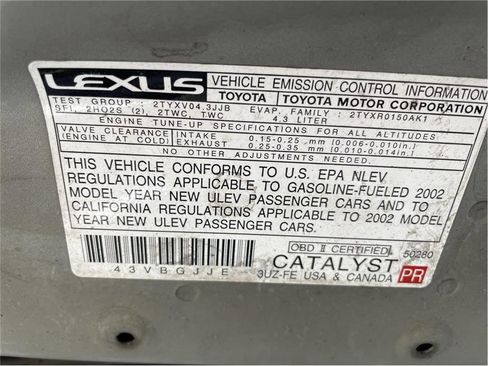 LEXUS VEHICLE EMISSION CONTROL INFORMATION
TOYOTA TOYOTA MOTOR CORPORATION
TEST GROUP : 2TYXV04.3JJB EVAP. FAMILY : 2TYXR0150AK1
SFI, 2HO2S (2), 2TWC, TWC 4.3 LITER
ENGINE TUNE-UP SPECIFICATIONS
VALVE CLEARANCE INTAKE 0.15-0.25 mm (0.006-0.010in.)
(ENGINE AT COLD) EXHAUST 0.25-0.35 mm (0.010-0.014in.)
NO OTHER ADJUSTMENTS NEEDED.
THIS VEHICLE CONFORMS TO U.S. EPA NLEV
REGULATIONS APPLICABLE TO GASOLINE-FUELED 2002
MODEL YEAR NEW ULEV PASSENGER CARS AND TO
CALIFORNIA REGULATIONS APPLICABLE TO 2002 MODEL
YEAR NEW ULEV PASSENGER CARS.
OBD II CERTIFIED 50280
CATALYST
43VBGJJE 3UZ-FE USA & CANADA PR